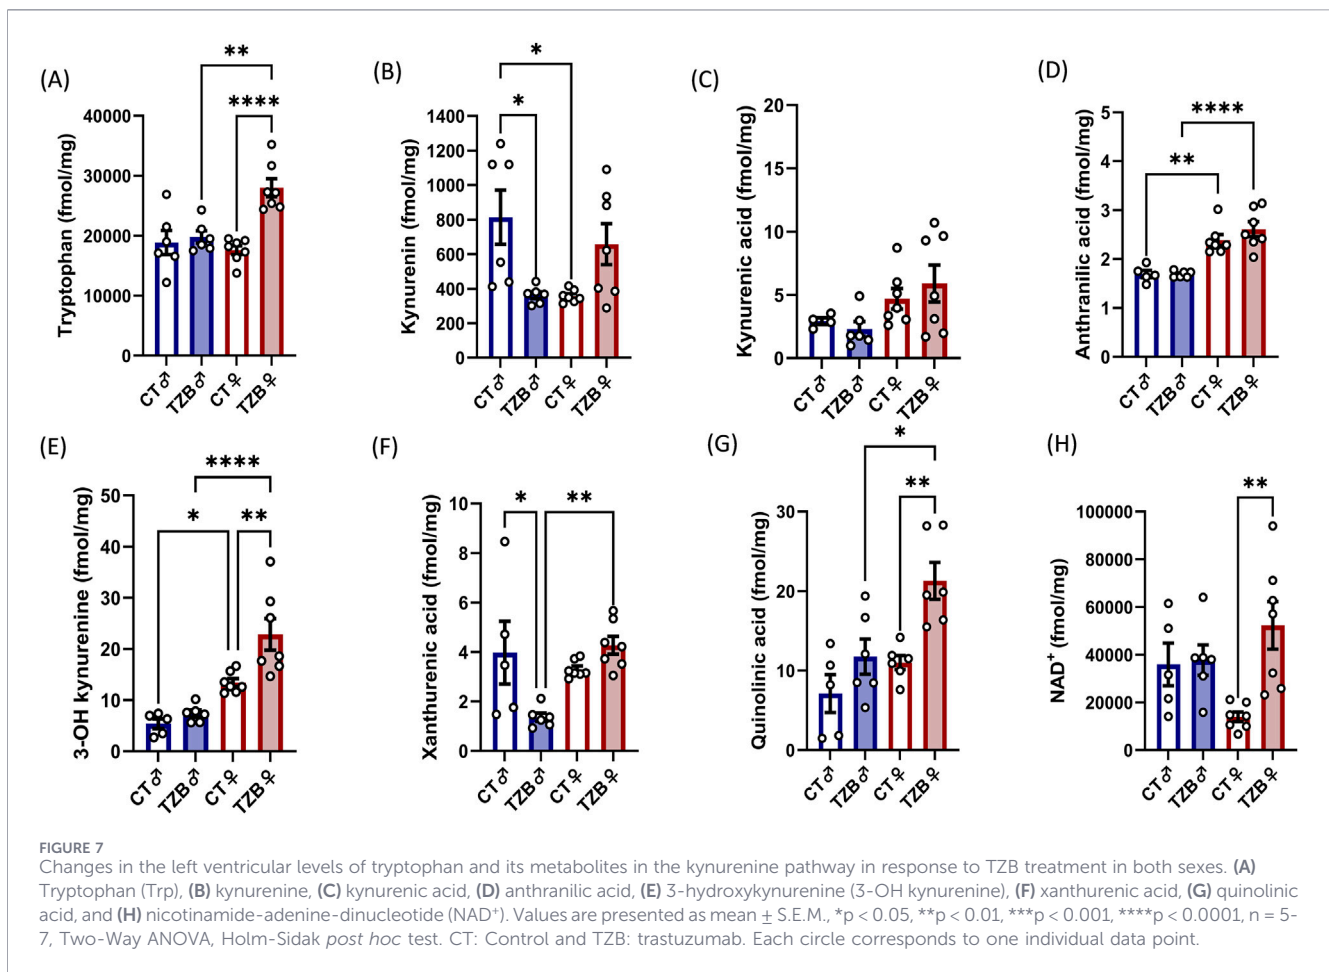 (A)
**
****
Tryptophan (fmol/mg)
40000
30000
20000
10000
0
CT♂
TZB♂
CT♀
TZB♀
(B)
*
*
Kynurenin (fmol/mg)
1400
1200
1000
800
600
400
200
0
CT♂
TZB♂
CT♀
TZB♀
(C)
Kynurenic acid (fmol/mg)
20
15
10
5
0
CT♂
TZB♂
CT♀
TZB♀
(D)
****
**
Anthranilic acid (fmol/mg)
5
4
3
2
1
0
CT♂
TZB♂
CT♀
TZB♀
(E)
****
*
**
3-OH kynurenine (fmol/mg)
50
40
30
20
10
0
CT♂
TZB♂
CT♀
TZB♀
(F)
*
**
Xanthurenic acid (fmol/mg)
10
8
6
4
2
0
CT♂
TZB♂
CT♀
TZB♀
(G)
*
**
Quinolinic acid (fmol/mg)
30
20
10
0
CT♂
TZB♂
CT♀
TZB♀
(H)
**
NAD⁺ (fmol/mg)
100000
80000
60000
40000
20000
0
CT♂
TZB♂
CT♀
TZB♀
FIGURE 7
Changes in the left ventricular levels of tryptophan and its metabolites in the kynurenine pathway in response to TZB treatment in both sexes. (A)
Tryptophan (Trp), (B) kynurenine, (C) kynurenic acid, (D) anthranilic acid, (E) 3-hydroxykynurenine (3-OH kynurenine), (F) xanthurenic acid, (G) quinolinic
acid, and (H) nicotinamide-adenine-dinucleotide (NAD⁺). Values are presented as mean ± S.E.M., *p < 0.05, **p < 0.01, ***p < 0.001, ****p < 0.0001, n = 5-
7, Two-Way ANOVA, Holm-Sidak post hoc test. CT: Control and TZB: trastuzumab. Each circle corresponds to one individual data point.